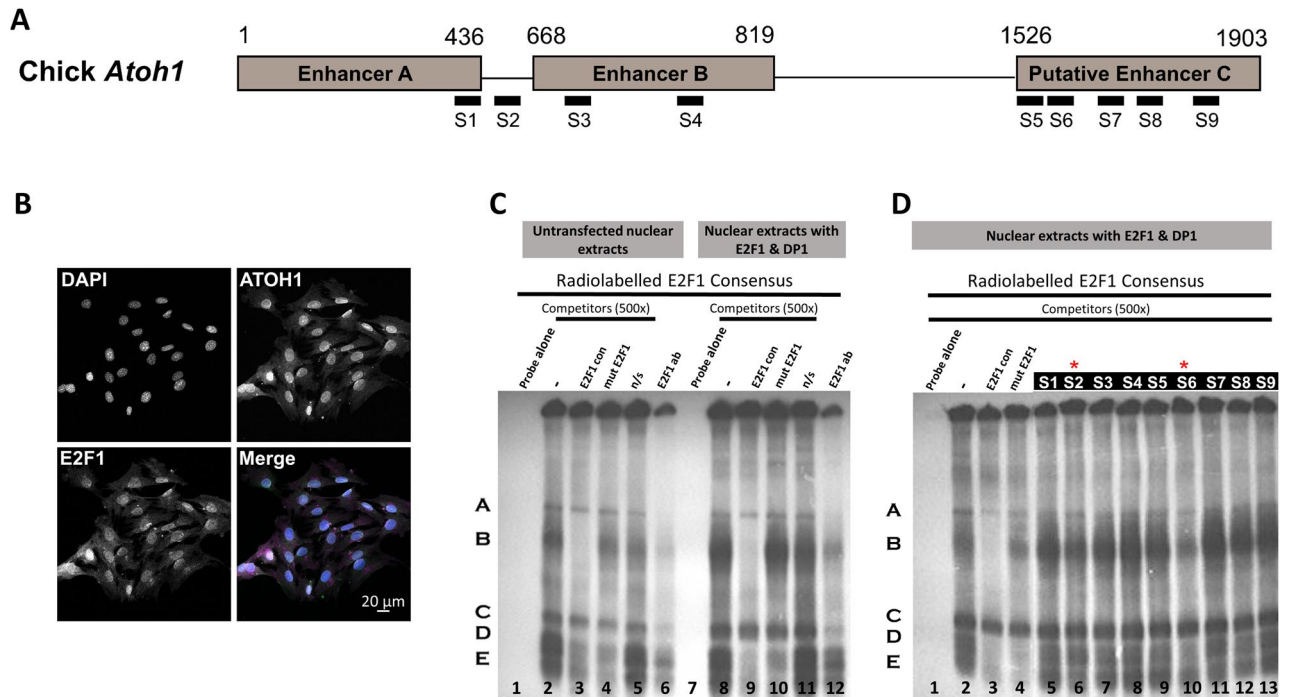 A
1 436 668 819 1526 1903
Chick Atoh1
Enhancer A Enhancer B Putative Enhancer C
S1 S2 S3 S4 S5 S6 S7 S8 S9
B
DAPI ATOH1
E2F1 Merge
20 μm
C
Untransfected nuclear extracts
Nuclear extracts with E2F1 & DP1
Radiolabelled E2F1 Consensus
Competitors (500x) Competitors (500x)
Probe alone - E2F1 con mut E2F1 n/s E2F1 ab Probe alone - E2F1 con mut E2F1 n/s E2F1 ab
A
B
C
D
E
1 2 3 4 5 6 7 8 9 10 11 12
D
Nuclear extracts with E2F1 & DP1
Radiolabelled E2F1 Consensus
Competitors (500x)
Probe alone - E2F1 con mut E2F1
* *
S1 S2 S3 S4 S5 S6 S7 S8 S9
A
B
C
D
E
1 2 3 4 5 6 7 8 9 10 11 12 13